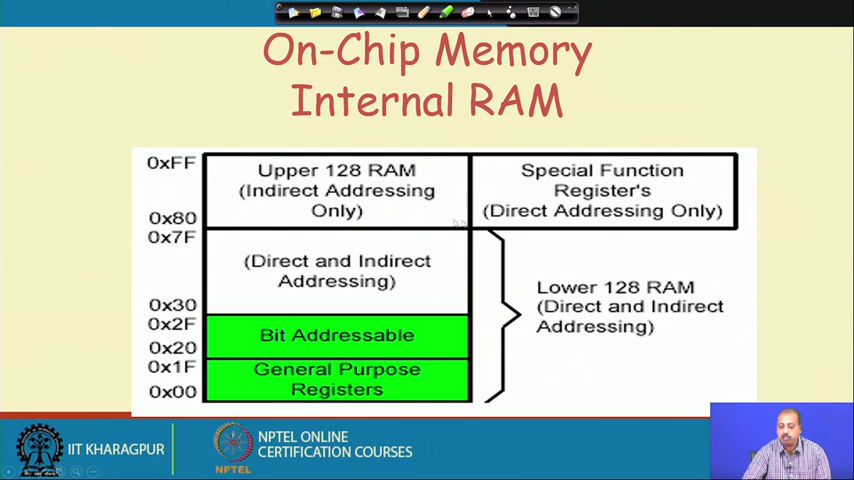 On-Chip Memory
Internal RAM
0xFF
Upper 128 RAM
(Indirect Addressing
Only)
Special Function
Register's
(Direct Addressing Only)
0x80
0x7F
(Direct and Indirect
Addressing)
Lower 128 RAM
(Direct and Indirect
Addressing)
0x30
0x2F
Bit Addressable
0x20
0x1F
General Purpose
Registers
0x00
IIT KHARAGPUR
NPTEL
NPTEL ONLINE
CERTIFICATION COURSES